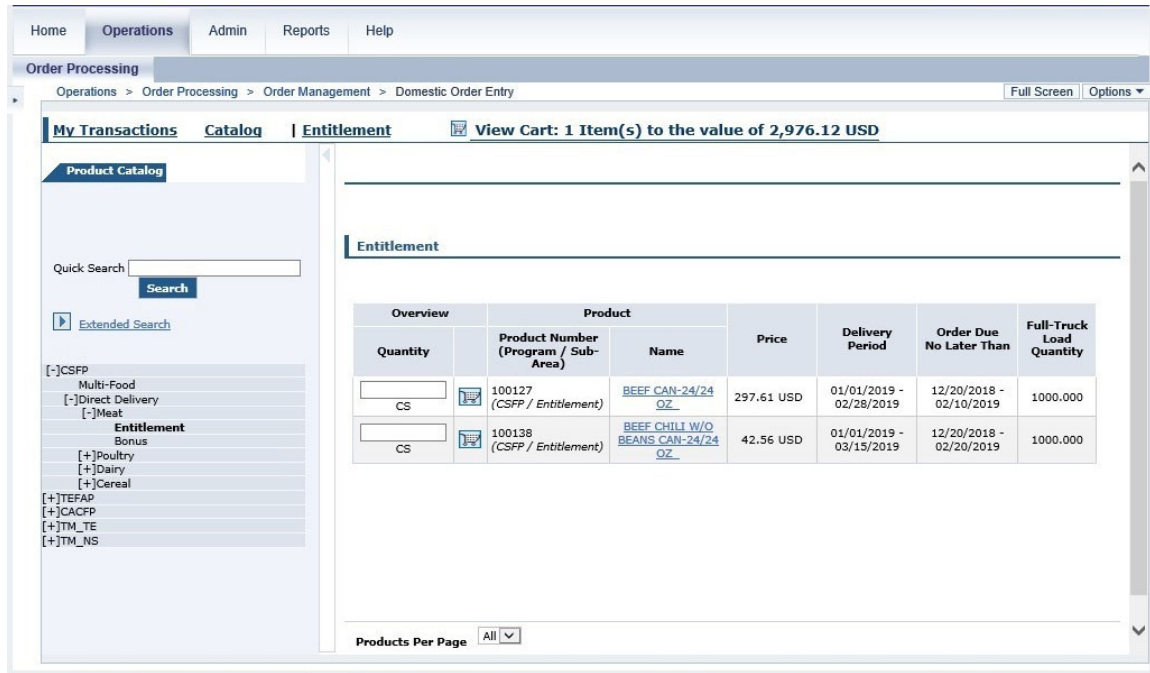 Home Operations Admin Reports Help
Order Processing
Operations > Order Processing > Order Management > Domestic Order Entry
Full Screen Options
My Transactions Catalog | Entitlement View Cart: 1 Item(s) to the value of 2,976.12 USD
Product Catalog
Quick Search
Search
Extended Search
[-]CSFP
Multi-Food
[-]Direct Delivery
[-]Meat
Entitlement
Bonus
[+]Poultry
[+]Dairy
[+]Cereal
[+]TEFAP
[+]CACFP
[+]TM_TE
[+]TM_NS
Entitlement
Overview Product Price Delivery Period Order Due No Later Than Full-Truck Load Quantity
Quantity Product Number (Program / Sub-Area) Name
CS 100127 (CSFP / Entitlement) BEEF CAN-24/24 OZ 297.61 USD 01/01/2019 - 02/28/2019 12/20/2018 - 02/10/2019 1000.000
CS 100138 (CSFP / Entitlement) BEEF CHILI W/O BEANS CAN-24/24 OZ 42.56 USD 01/01/2019 - 03/15/2019 12/20/2018 - 02/20/2019 1000.000
Products Per Page All